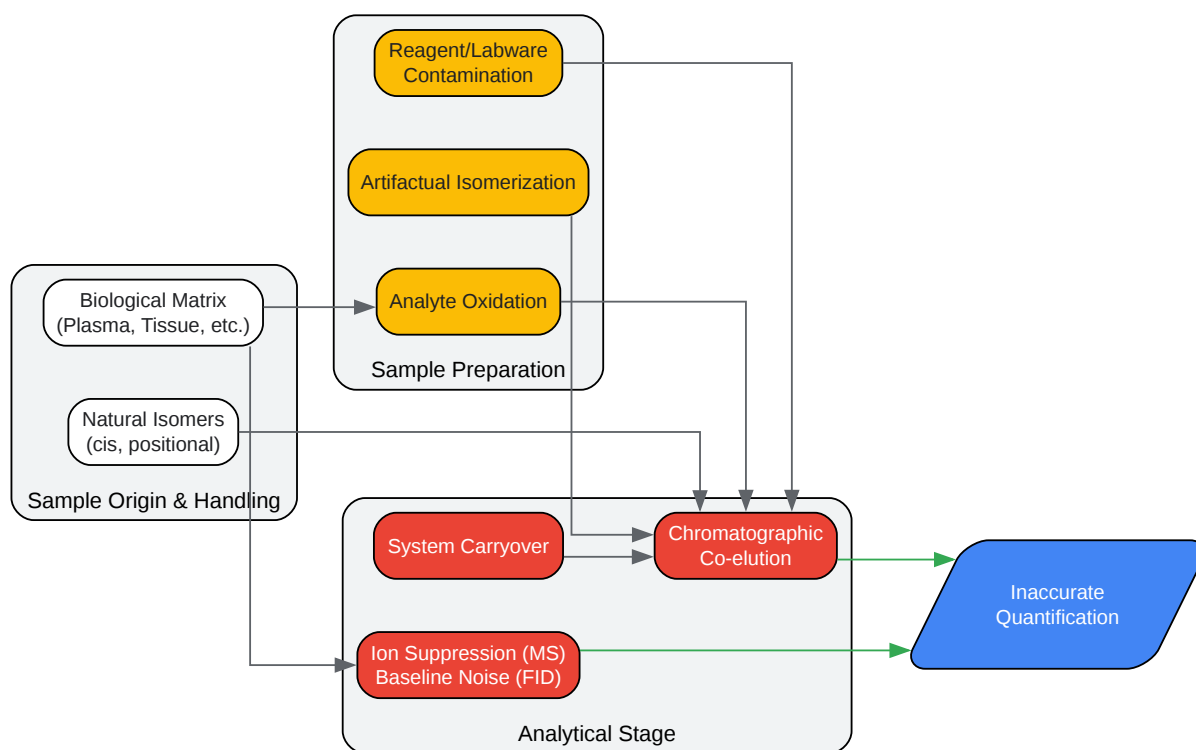 Reagent/Labware
Contamination
Artifactual Isomerization
Analyte Oxidation
Sample Preparation
Biological Matrix
(Plasma, Tissue, etc.)
Natural Isomers
(cis, positional)
Sample Origin & Handling
System Carryover
Chromatographic
Co-elution
Ion Suppression (MS)
Baseline Noise (FID)
Analytical Stage
Inaccurate
Quantification